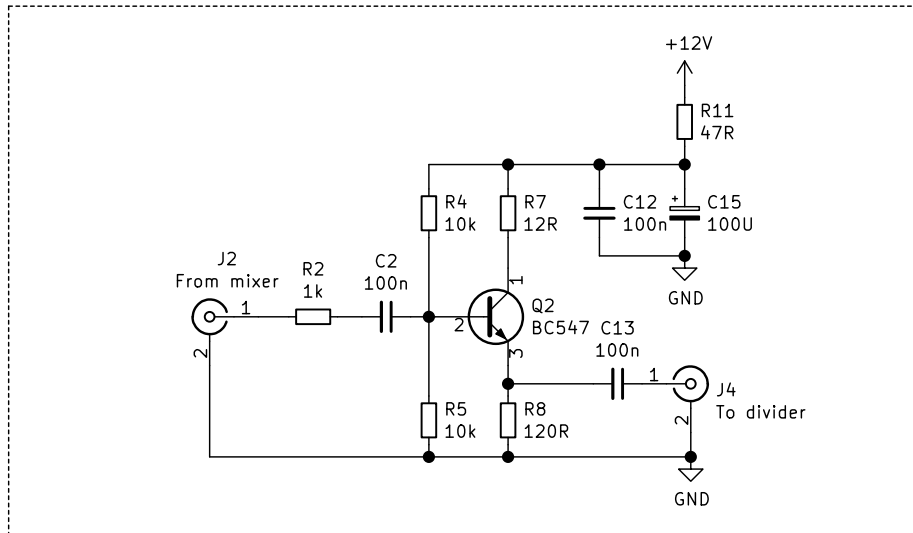 +12V
R11
47R
R4
10k
R7
12R
C12
100n
+
C15
100U
GND
J2
From mixer
1
2
R2
1k
C2
100n
1
2
3
Q2
BC547
C13
100n
1
2
J4
To divider
R5
10k
R8
120R
GND